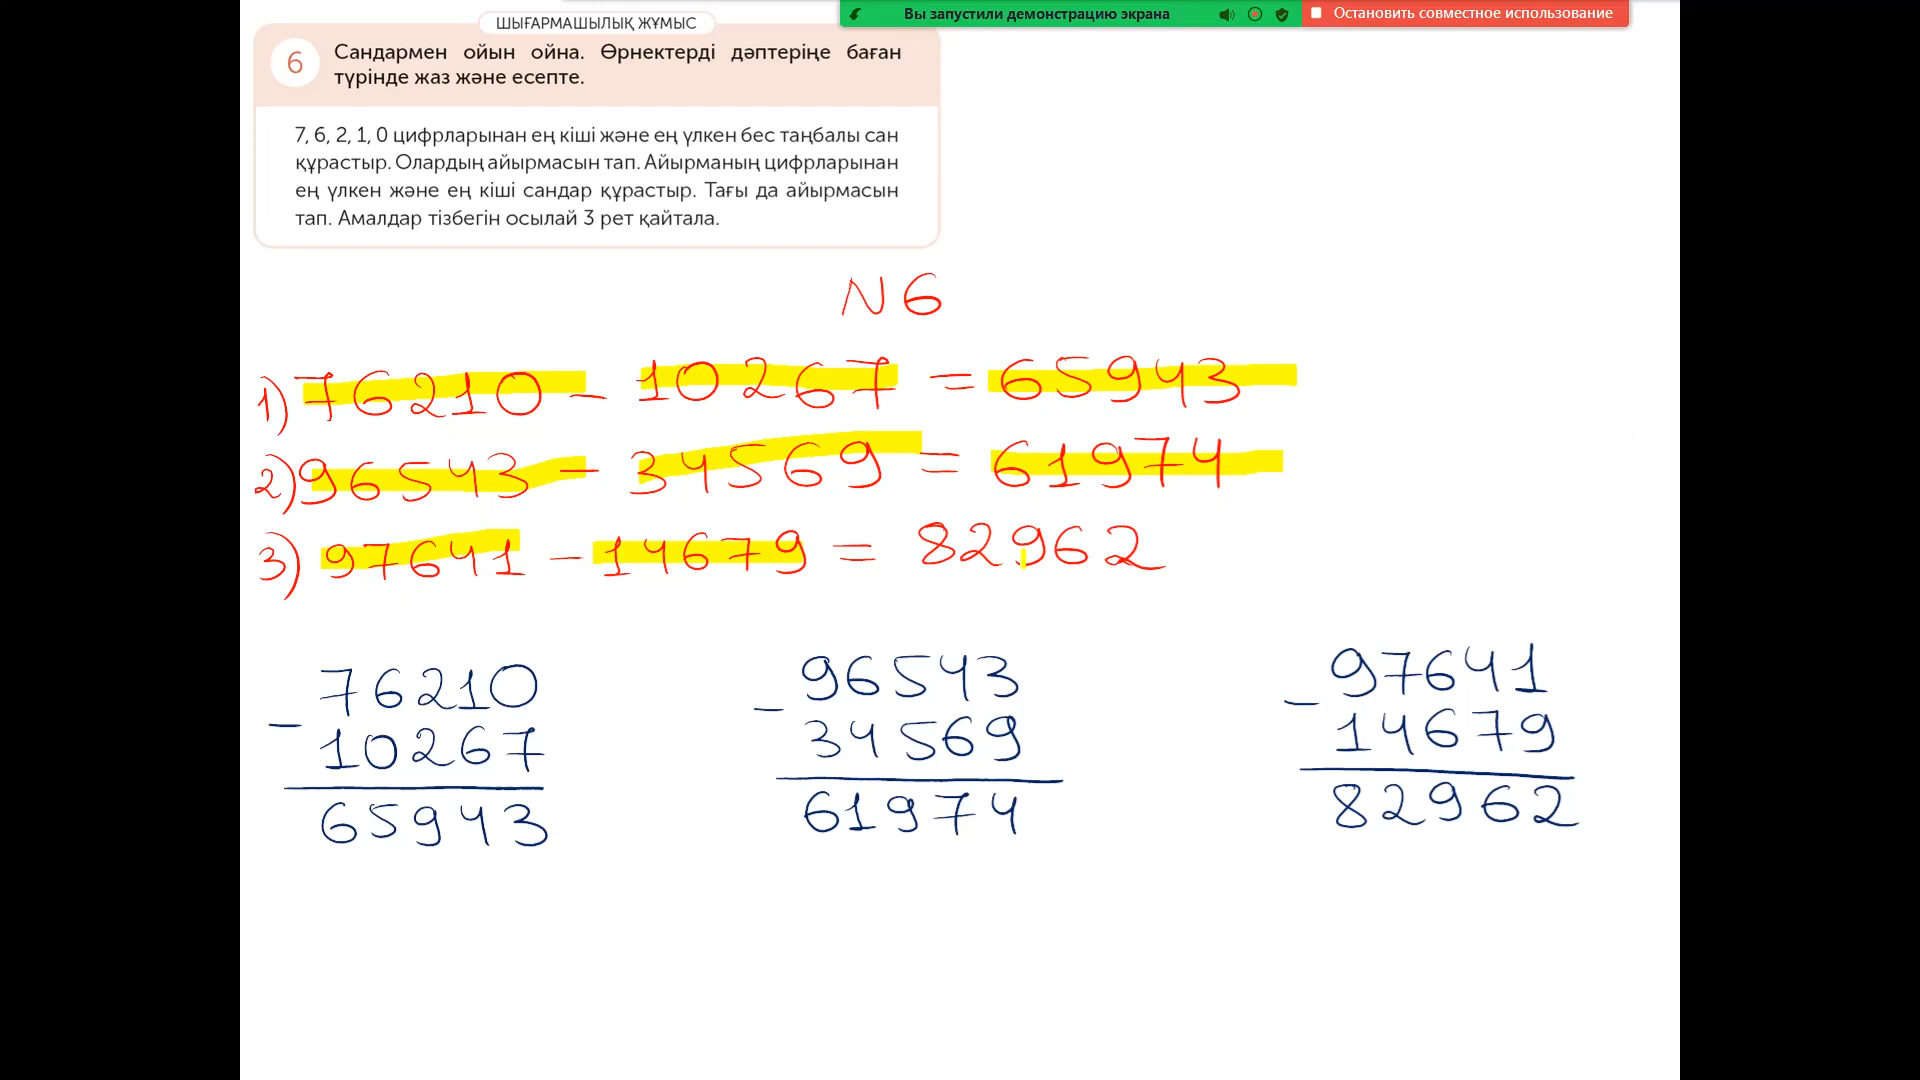 Вы запустили демонстрацию экрана
Остановить совместное использование
ШЫҒАРМАШЫЛЫҚ ЖҰМЫС
6
Сандармен ойын ойна. Өрнектерді дәптеріңе баған
түрінде жаз және есепте.
7, 6, 2, 1, 0 цифрларынан ең кіші және ең үлкен бес таңбалы сан
құрастыр. Олардың айырмасын тап. Айырманың цифрларынан
ең үлкен және ең кіші сандар құрастыр. Тағы да айырмасын
тап. Амалдар тізбегін осылай 3 рет қайтала.
N 6
1) 76210 - 10267 = 65943
2) 96543 - 34569 = 61974
3) 97641 - 14679 = 82962
- 76210
10267
65943
- 96543
34569
61974
- 97641
14679
82962